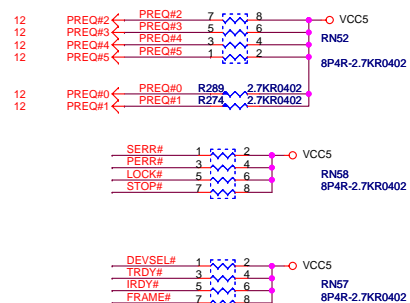 12 PREQ#2 PREQ#2 7 8 VCC5
12 PREQ#3 PREQ#3 5 6 RN52
12 PREQ#4 PREQ#4 3 4
12 PREQ#5 PREQ#5 1 2 8P4R-2.7KR0402
12 PREQ#0 PREQ#0 R289 2.7KR0402
12 PREQ#1 PREQ#1 R274 2.7KR0402
SERR# 1 2 VCC5
PERR# 3 4
LOCK# 5 6 RN58
STOP# 7 8 8P4R-2.7KR0402
DEVSEL# 1 2 VCC5
TRDY# 3 4
IRDY# 5 6 RN57
FRAME# 7 8 8P4R-2.7KR0402